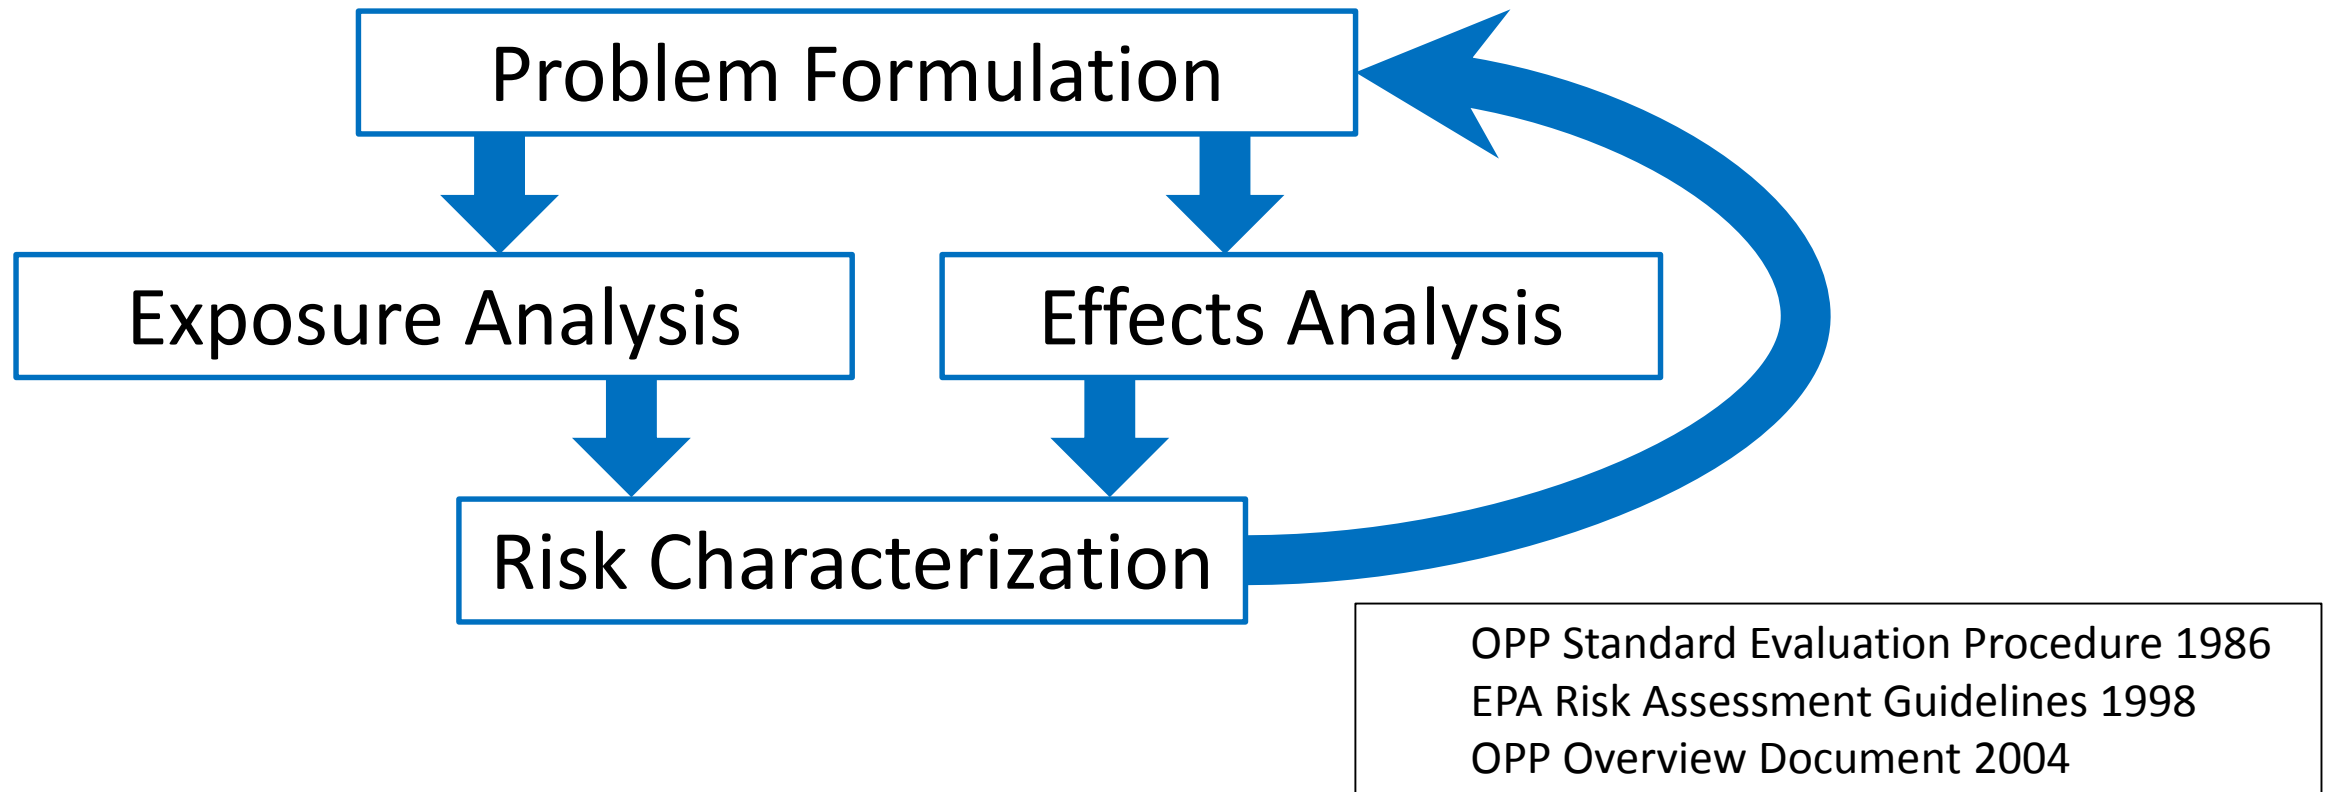 Problem Formulation
Exposure Analysis
Effects Analysis
Risk Characterization
OPP Standard Evaluation Procedure 1986
EPA Risk Assessment Guidelines 1998
OPP Overview Document 2004